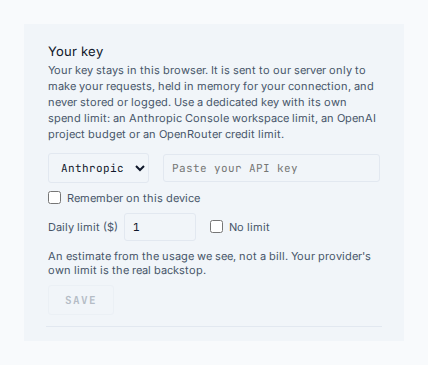 Your key
Your key stays in this browser. It is sent to our server only to
make your requests, held in memory for your connection, and
never stored or logged. Use a dedicated key with its own
spend limit: an Anthropic Console workspace limit, an OpenAI
project budget or an OpenRouter credit limit.
Anthropic Paste your API key
Remember on this device
Daily limit ($) 1 No limit
An estimate from the usage we see, not a bill. Your provider's
own limit is the real backstop.
SAVE